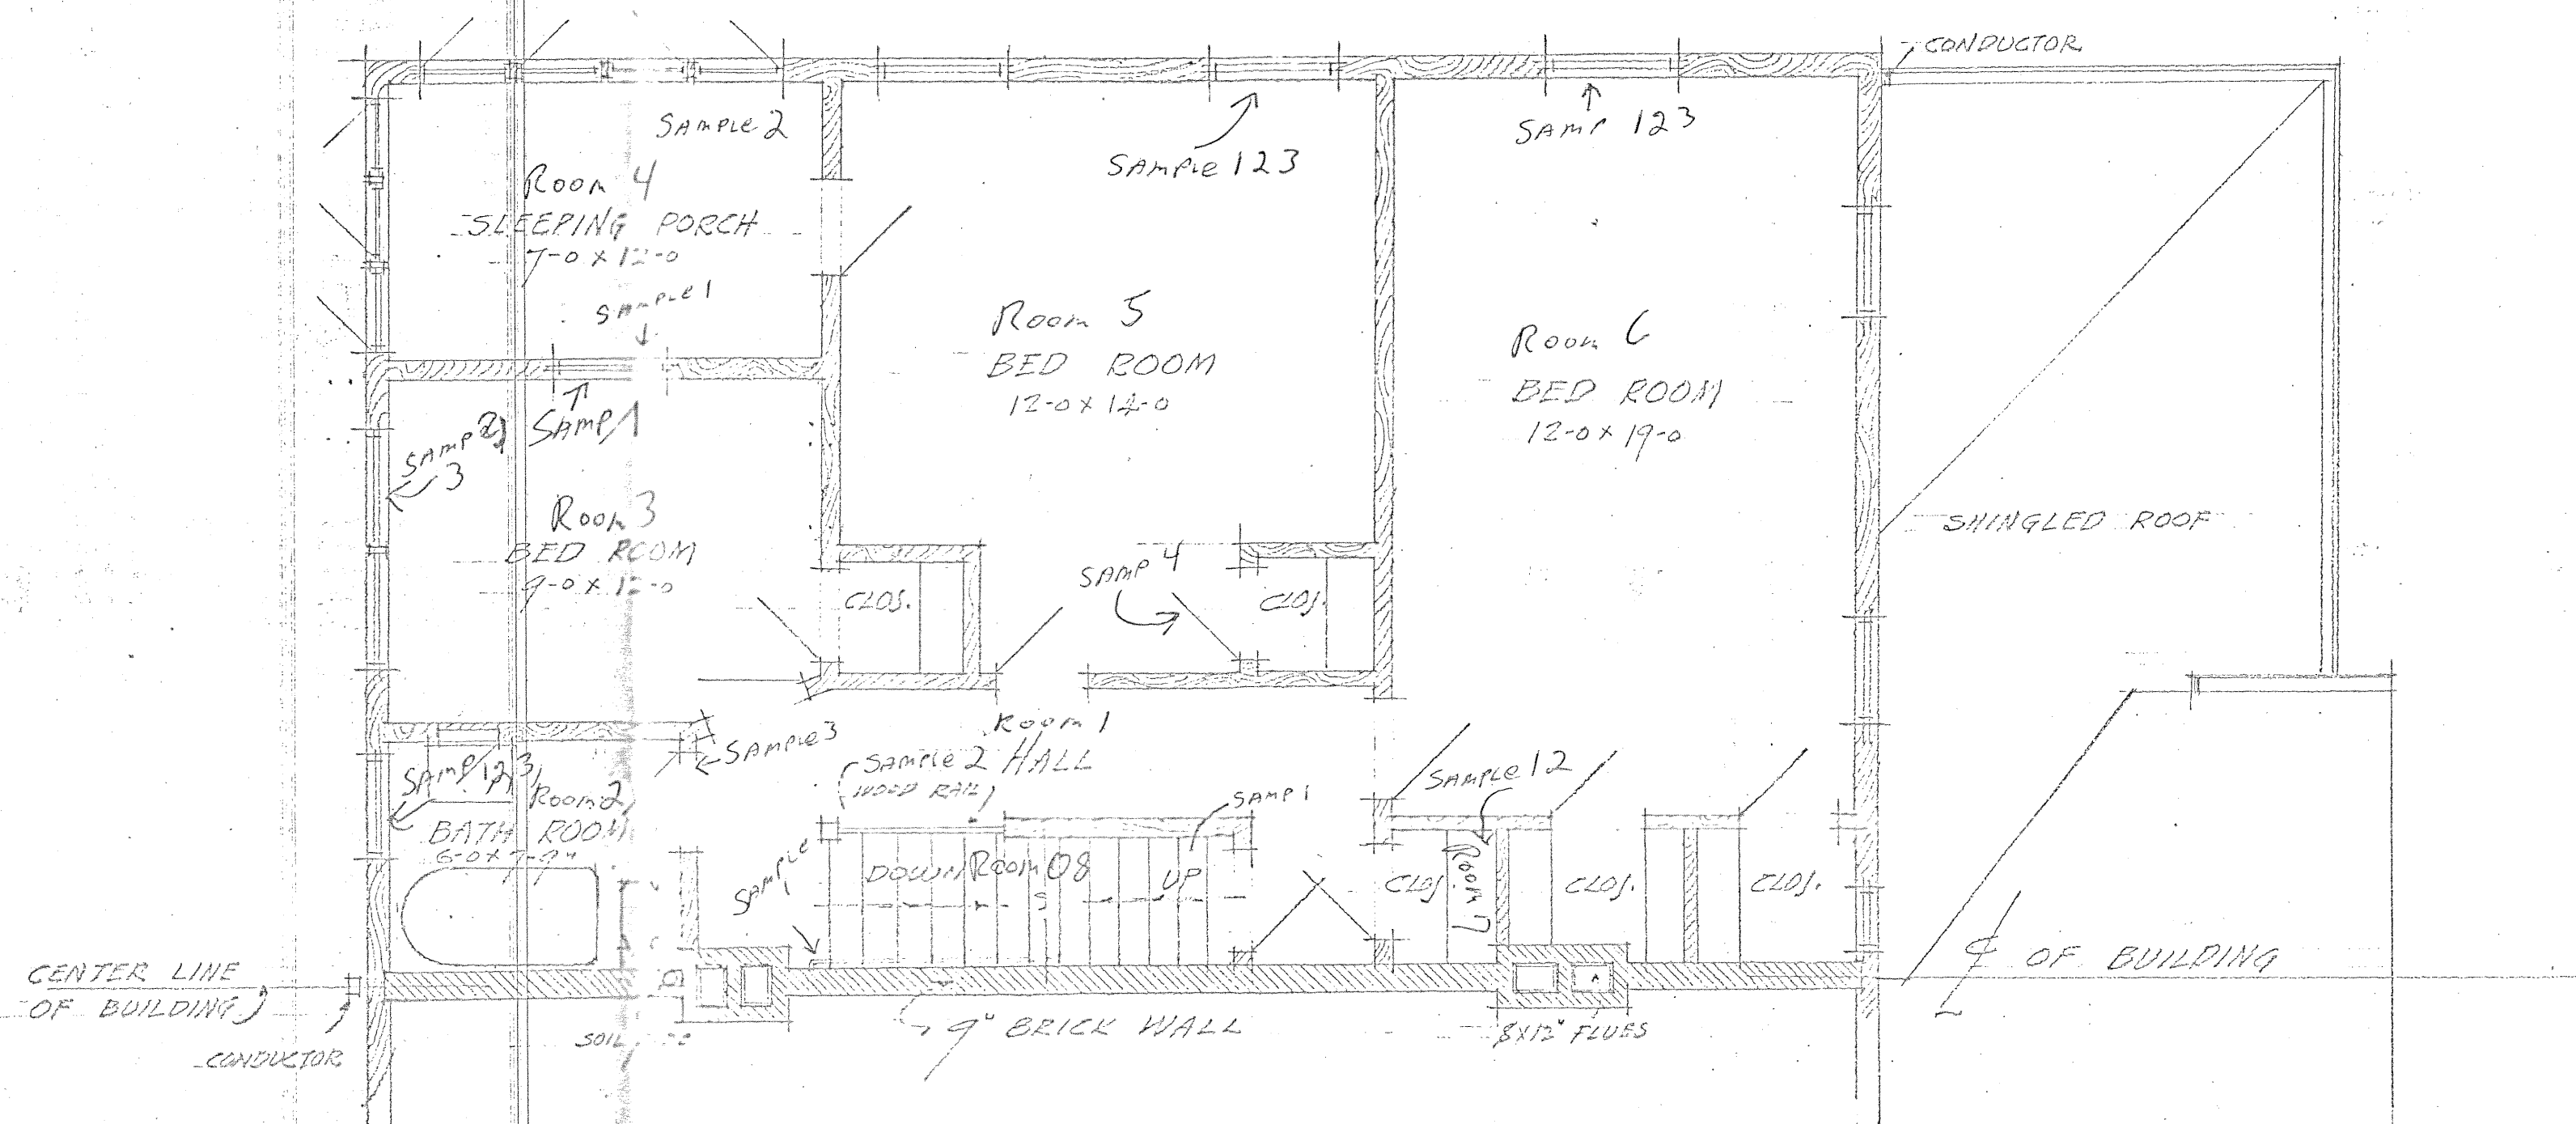 CONDUCTOR
SAMPLE 2
SAMPLE 123
SAMP 123
Room 4
SLEEPING PORCH
7-0 x 12-0
SAMPLE 1
Room 5
BED ROOM
12-0 x 14-0
Room 6
BED ROOM
12-0 x 19-0
SAMP 1
SAMP 2,
3
Room 3
BED ROOM
9-0 x 12-0
SHINGLED ROOF
SAMP 4
CLOS.
CLOS.
Room 1
HALL
SAMPLE 3
SAMPLE 2
WOOD RAIL
SAMPLE 12
SAMP 123
Room 2
BATH ROOM
6-0 x 7-9"
SAMP 1
SAMPLE
1
DOWN
Room 08
UP
CLOS.
Room 7
CLOS.
CLOS.
CENTER LINE
OF BUILDING
CONDUCTOR
SOIL
9" BRICK WALL
8x12" FLUES
OF BUILDING